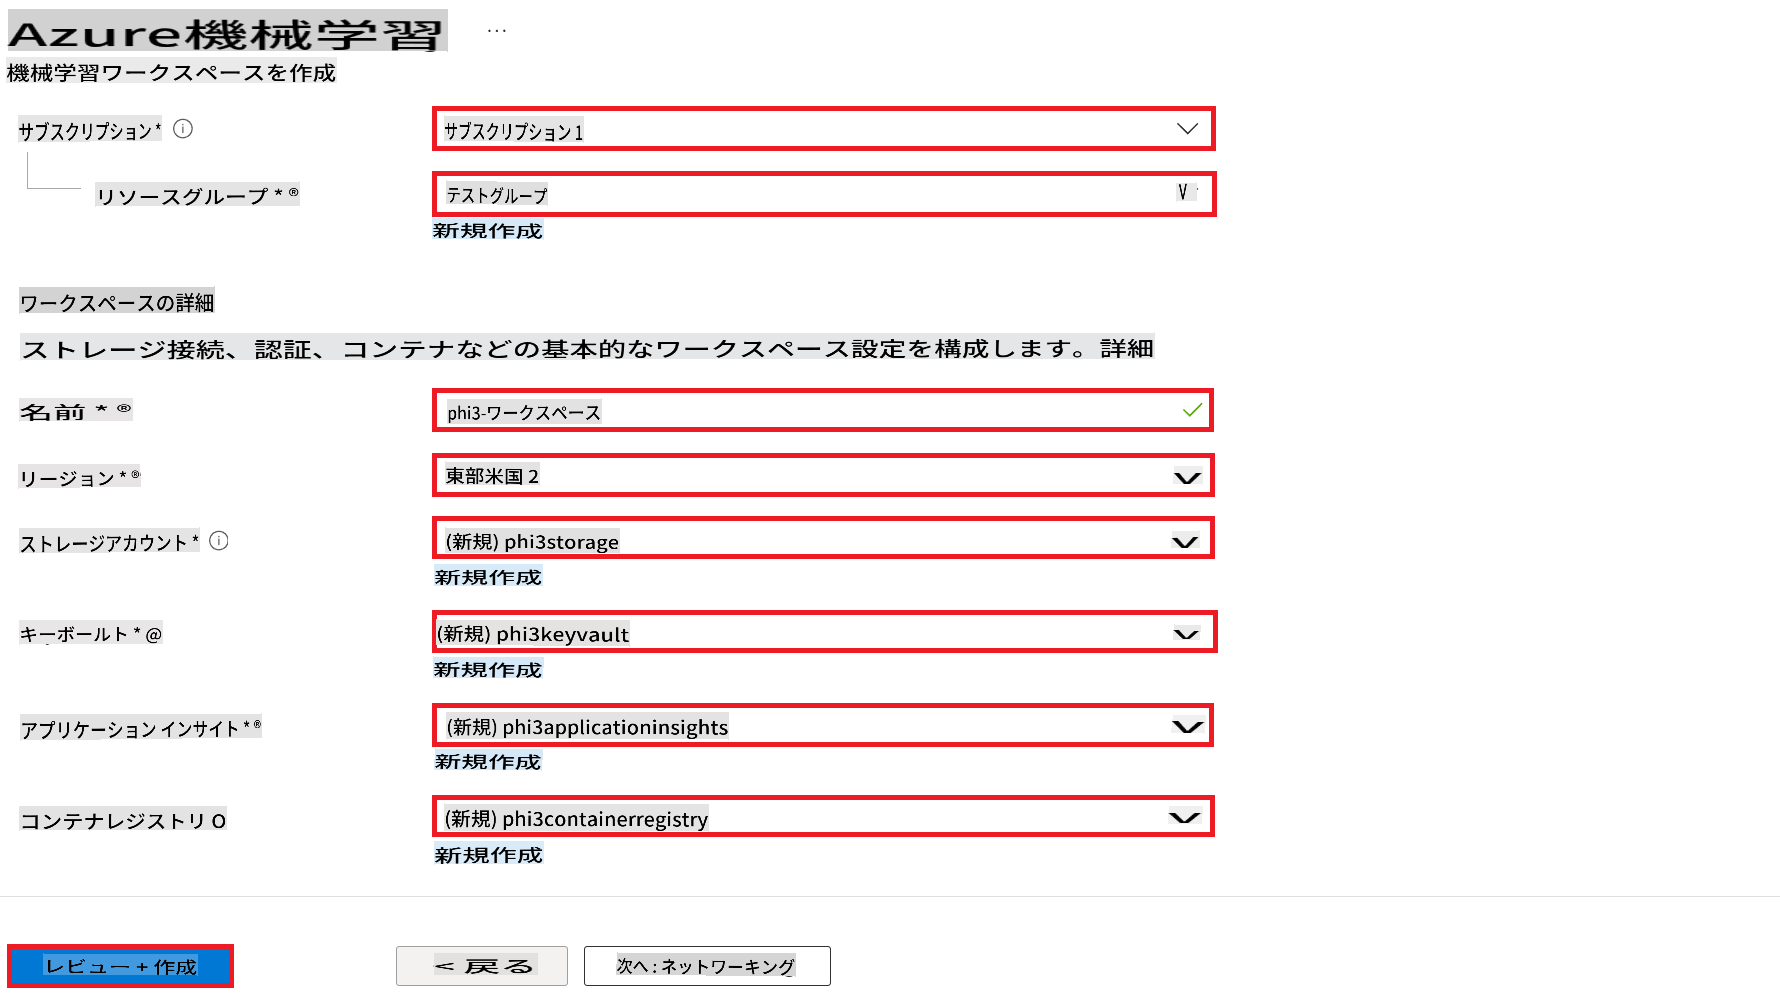 Azure機械学習 ...
機械学習ワークスペースを作成
サブスクリプション *
サブスクリプション 1
リソースグループ * ®
テストグループ
V
新規作成
ワークスペースの詳細
ストレージ接続、認証、コンテナなどの基本的なワークスペース設定を構成します。詳細
名前 * ®
phi3-ワークスペース
リージョン * ®
東部米国 2
ストレージアカウント *
(新規) phi3storage
新規作成
キーボールト * @
(新規) phi3keyvault
新規作成
アプリケーション インサイト * ®
(新規) phi3applicationinsights
新規作成
コンテナレジストリ O
(新規) phi3containerregistry
新規作成
レビュー + 作成
< 戻る
次へ : ネットワーキング